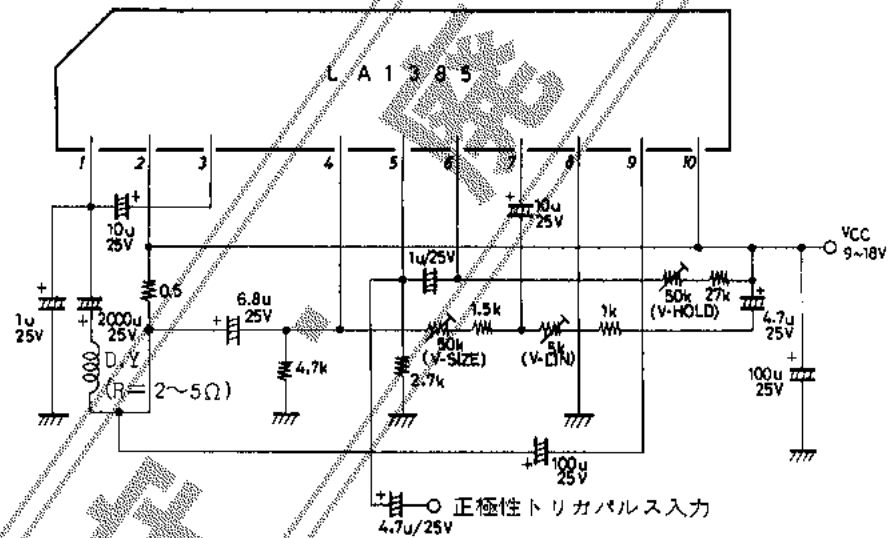 LA1385
1 2 3 4 5 6 7 8 9 10
10u
25V
10u
25V
VCC
9~18V
1u/25V
0.5
1u
25V
2000u
25V
6.8u
25V
50k
(V-SIZE)
1.5k
5k
(V-LIN)
1k
50k
(V-HOLD)
27k
4.7u
25V
D.Y
(R=2～5Ω)
4.7k
2.7k
100u
25V
100u
25V
4.7u/25V
正極性トリガパルス入力